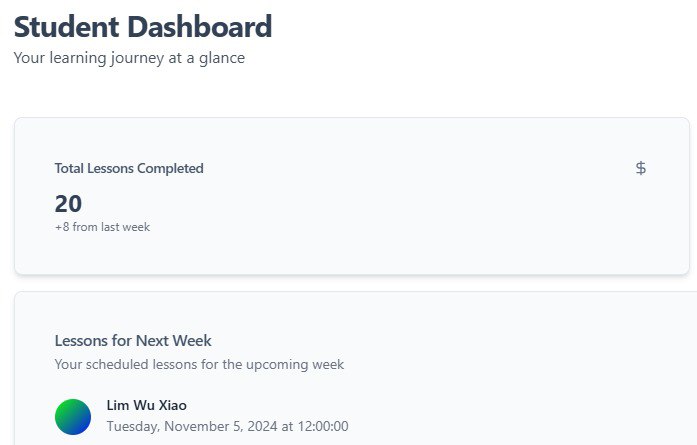 Student Dashboard
Your learning journey at a glance
Total Lessons Completed
$
20
+8 from last week
Lessons for Next Week
Your scheduled lessons for the upcoming week
Lim Wu Xiao
Tuesday, November 5, 2024 at 12:00:00